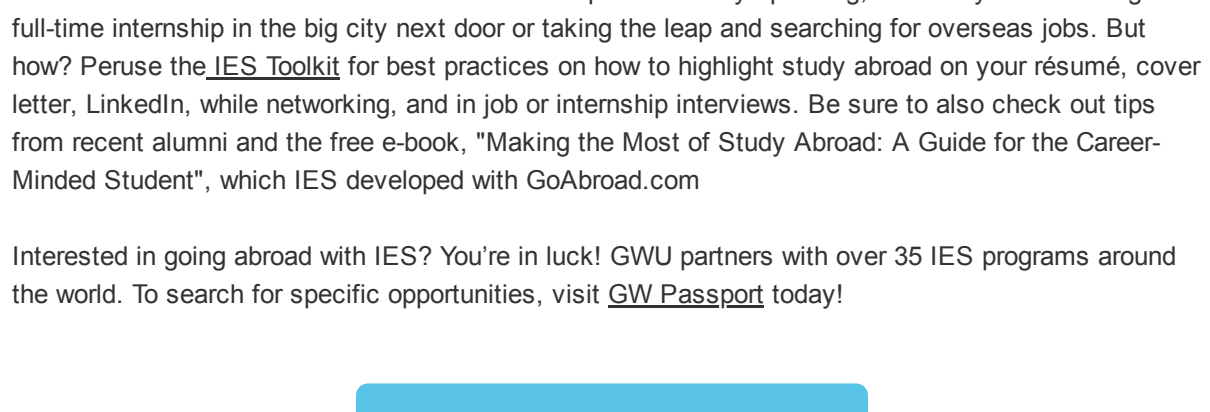 full-time internship in the big city next door or taking the leap and searching for overseas jobs. But
how? Peruse the IES Toolkit for best practices on how to highlight study abroad on your résumé, cover
letter, LinkedIn, while networking, and in job or internship interviews. Be sure to also check out tips
from recent alumni and the free e-book, "Making the Most of Study Abroad: A Guide for the Career-
Minded Student", which IES developed with GoAbroad.com
Interested in going abroad with IES? You’re in luck! GWU partners with over 35 IES programs around
the world. To search for specific opportunities, visit GW Passport today!